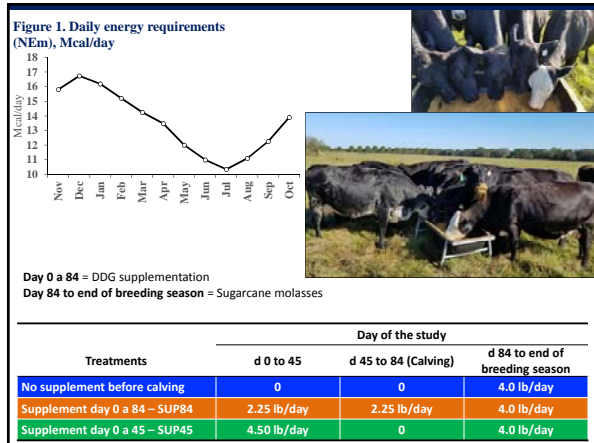 Figure 1. Daily energy requirements
(NEm), Mcal/day
18
17
16
15
14
13
12
11
10
Mcal/day
Nov
Dec
Jan
Feb
Mar
Apr
May
Jun
Jul
Aug
Sep
Oct
Day 0 a 84 = DDG supplementation
Day 84 to end of breeding season = Sugarcane molasses
Day of the study
Treatments
d 0 to 45
d 45 to 84 (Calving)
d 84 to end of
breeding season
No supplement before calving 0 0 4.0 lb/day
Supplement day 0 a 84 – SUP84 2.25 lb/day 2.25 lb/day 4.0 lb/day
Supplement day 0 a 45 – SUP45 4.50 lb/day 0 4.0 lb/day